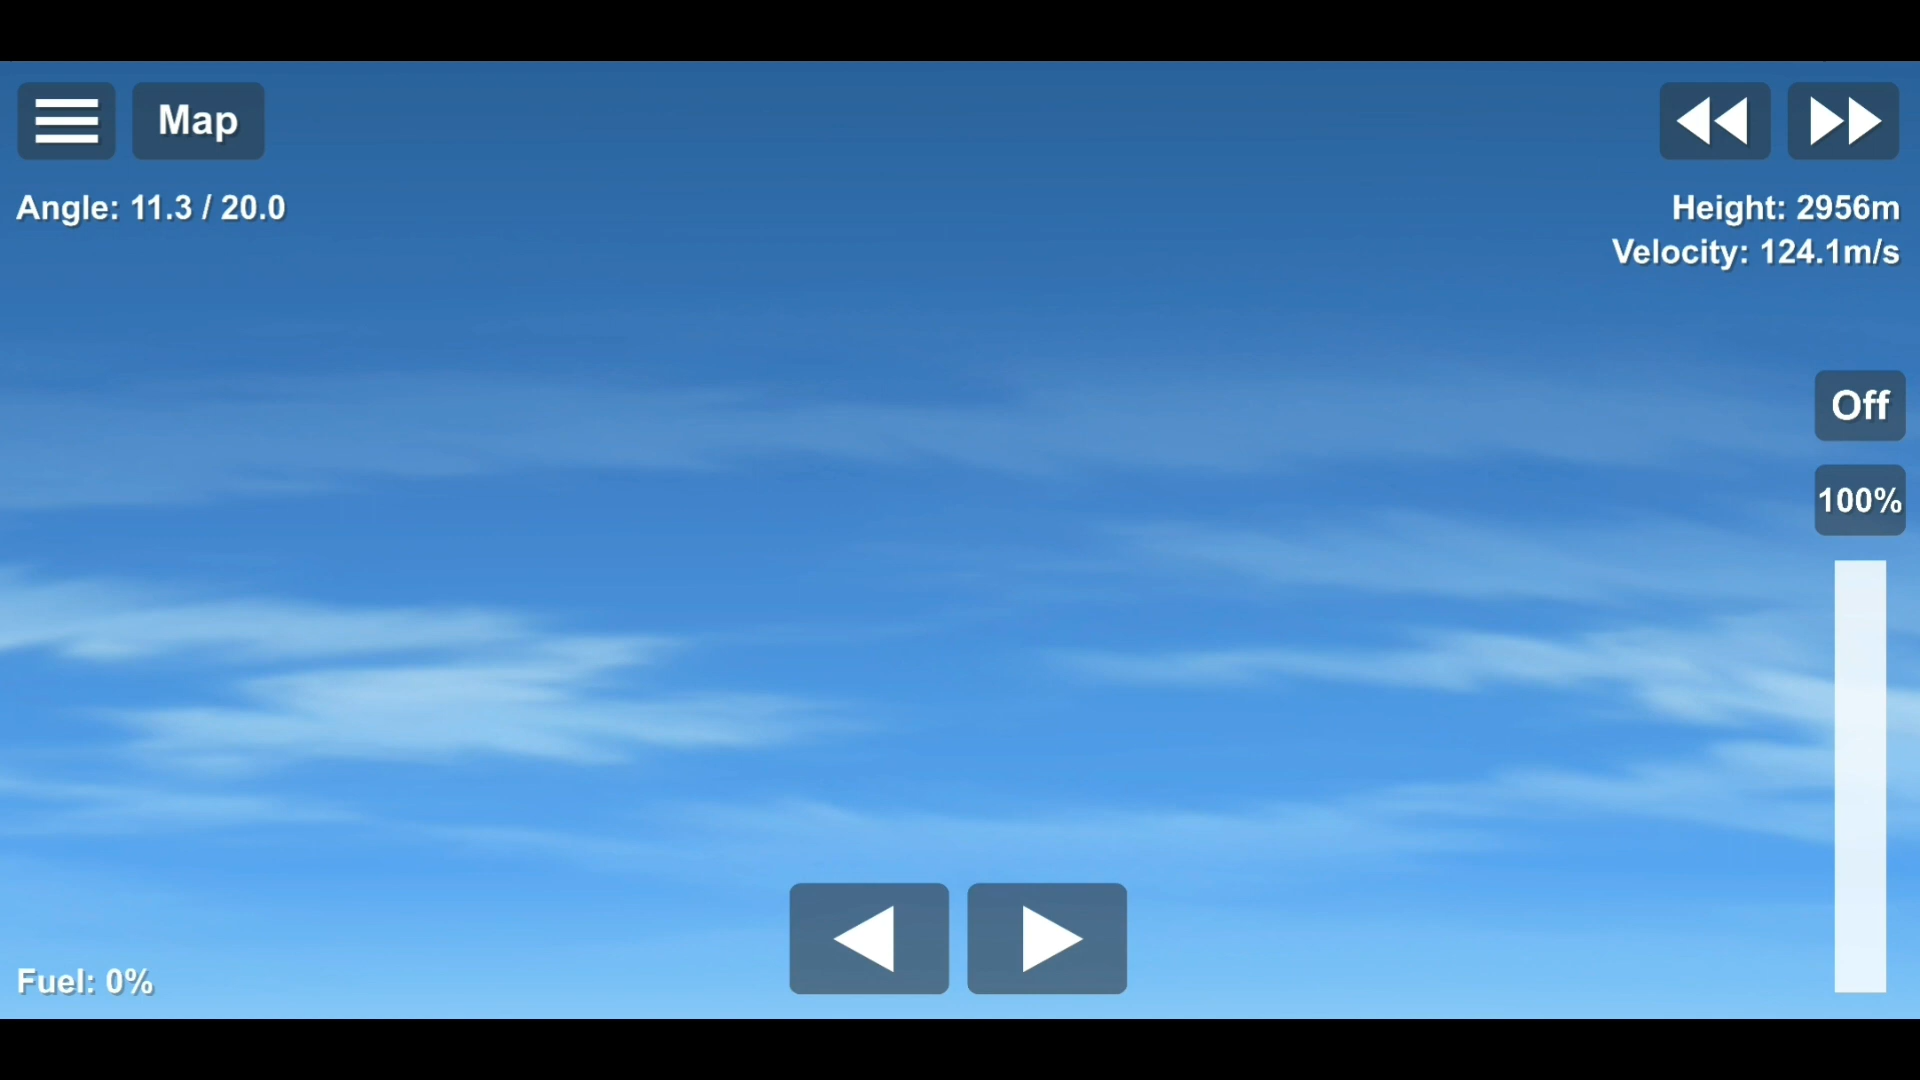 Map
Angle: 11.3 / 20.0
Height: 2956m
Velocity: 124.1m/s
Off
100%
Fuel: 0%